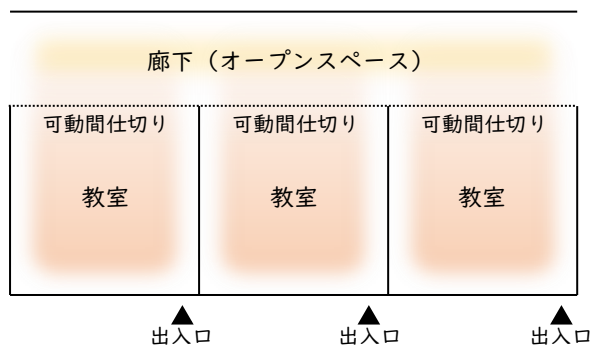 廊下（オープンスペース）
可動間仕切り
可動間仕切り
可動間仕切り
教室
教室
教室
出入口
出入口
出入口